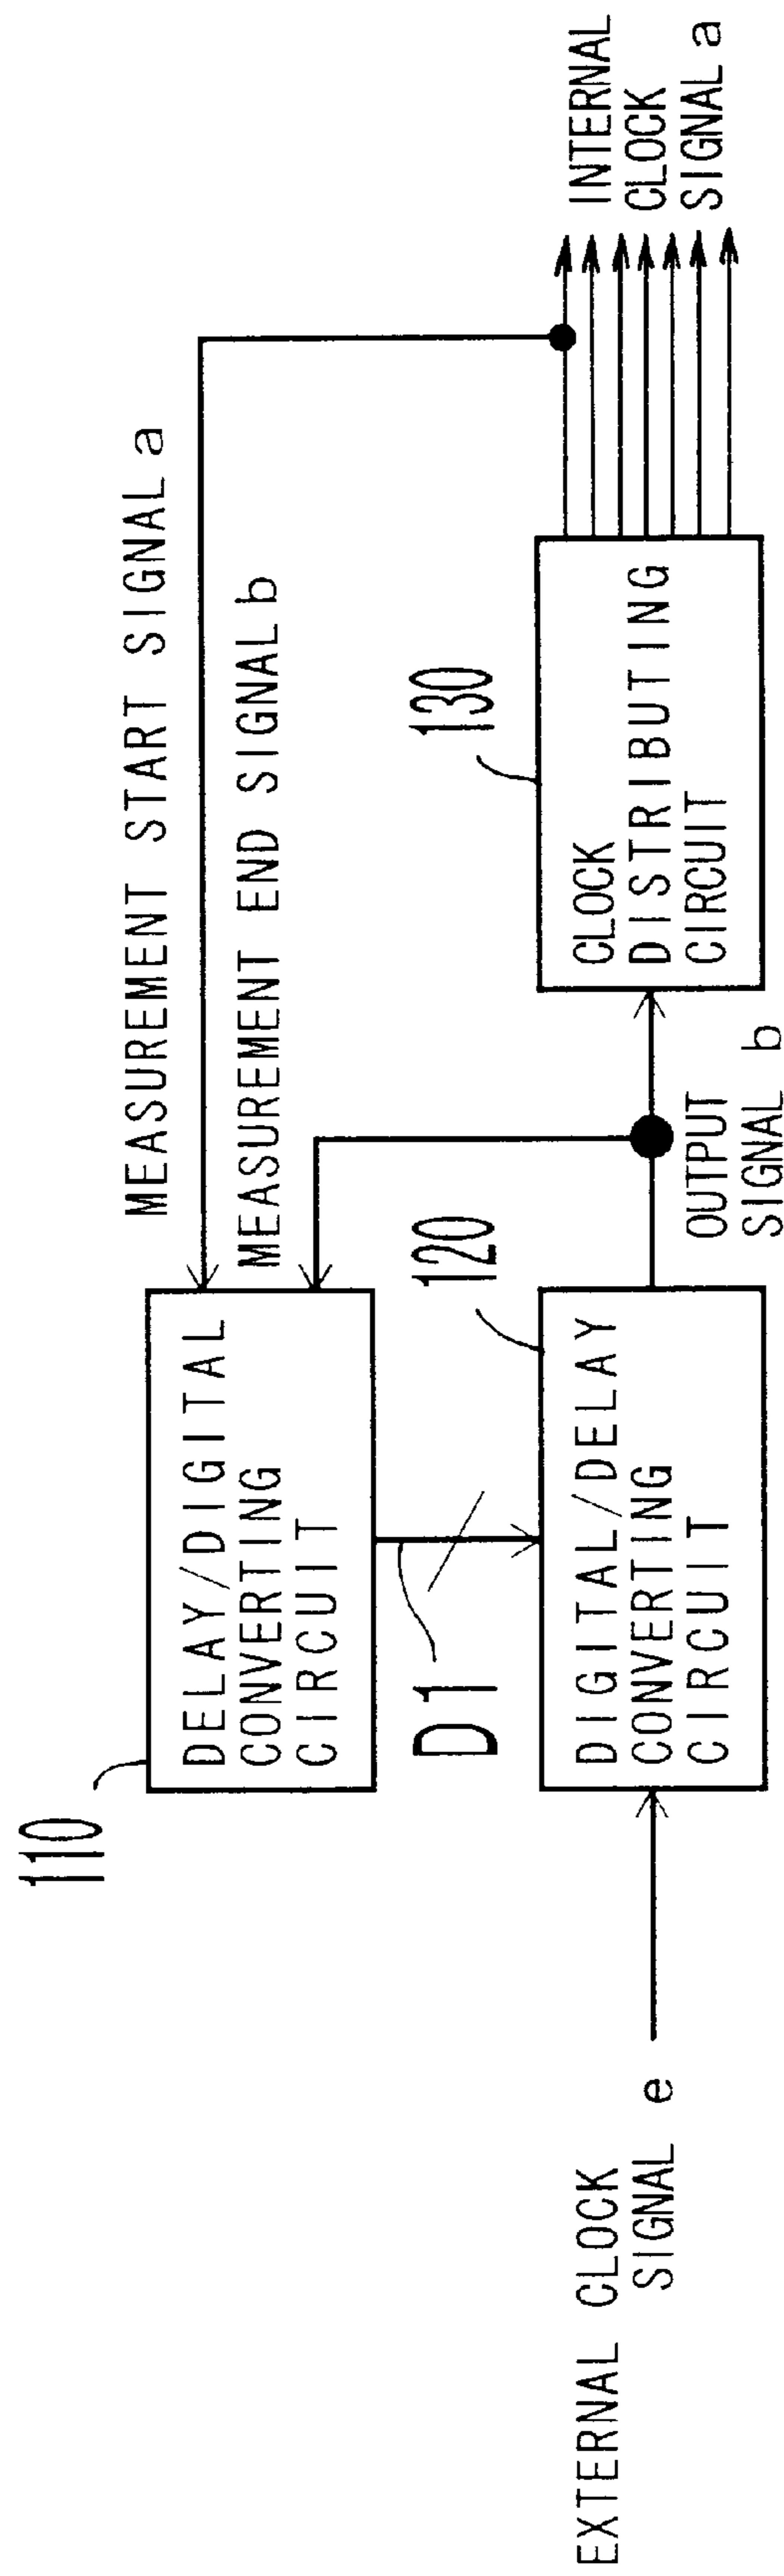 110
DELAY/DIGITAL
CONVERTING
CIRCUIT
MEASUREMENT START SIGNAL a
MEASUREMENT END SIGNAL b
D1
120
130
EXTERNAL CLOCK
SIGNAL e
DIGITAL/DELAY
CONVERTING
CIRCUIT
OUTPUT
SIGNAL b
CLOCK
DISTRIBUTING
CIRCUIT
INTERNAL
CLOCK
SIGNAL a